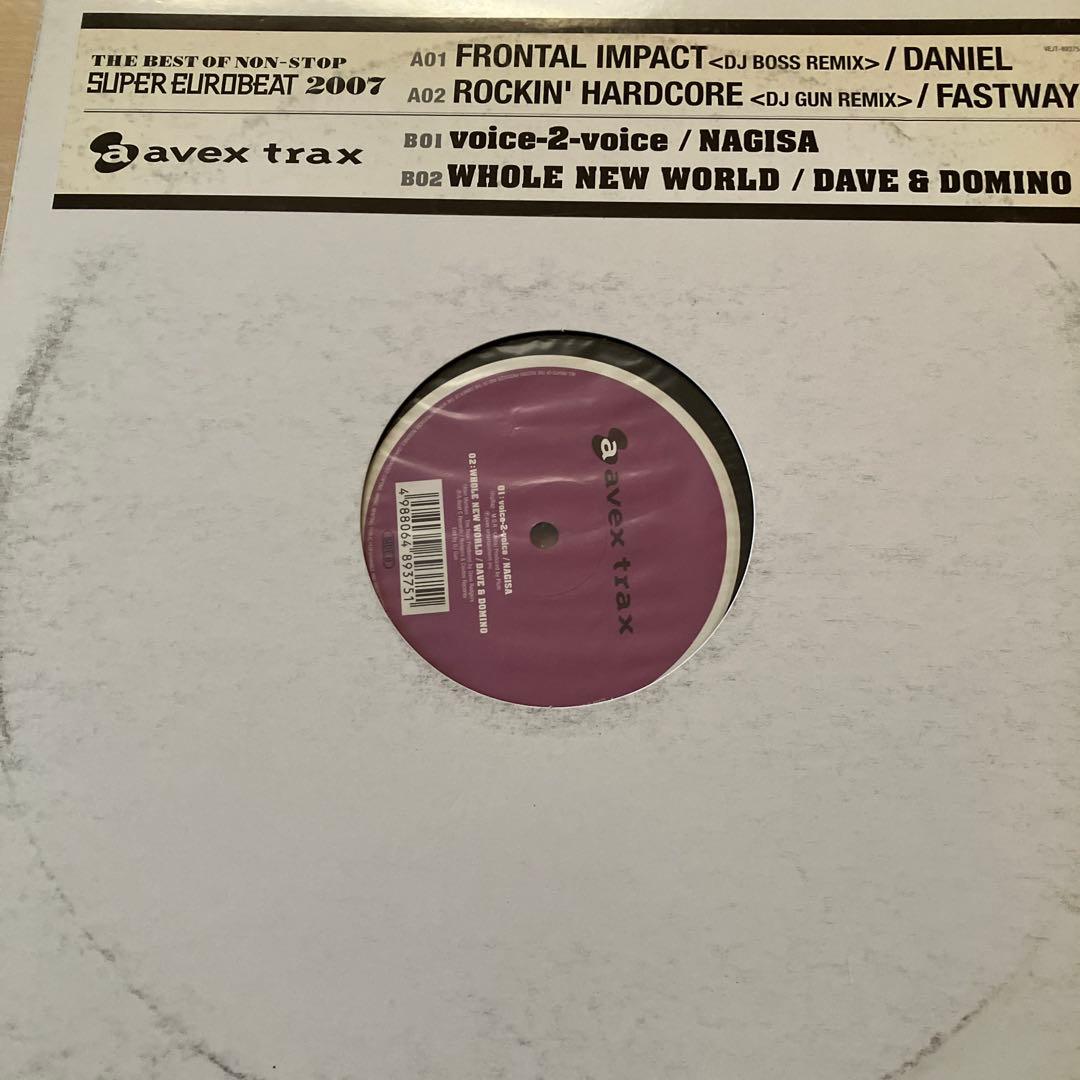 THE BEST OF NON-STOP
SUPER EUROBEAT 2007
a avex trax
A01 FRONTAL IMPACT<DJ BOSS REMIX> / DANIEL
A02 ROCKIN' HARDCORE <DJ GUN REMIX> / FASTWAY
B01 voice-2-voice / NAGISA
B02 WHOLE NEW WORLD / DAVE & DOMINO
a avex trax
01: voice-2-voice / NAGISA
02: WHOLE NEW WORLD / DAVE & DOMINO
4 988064 893751